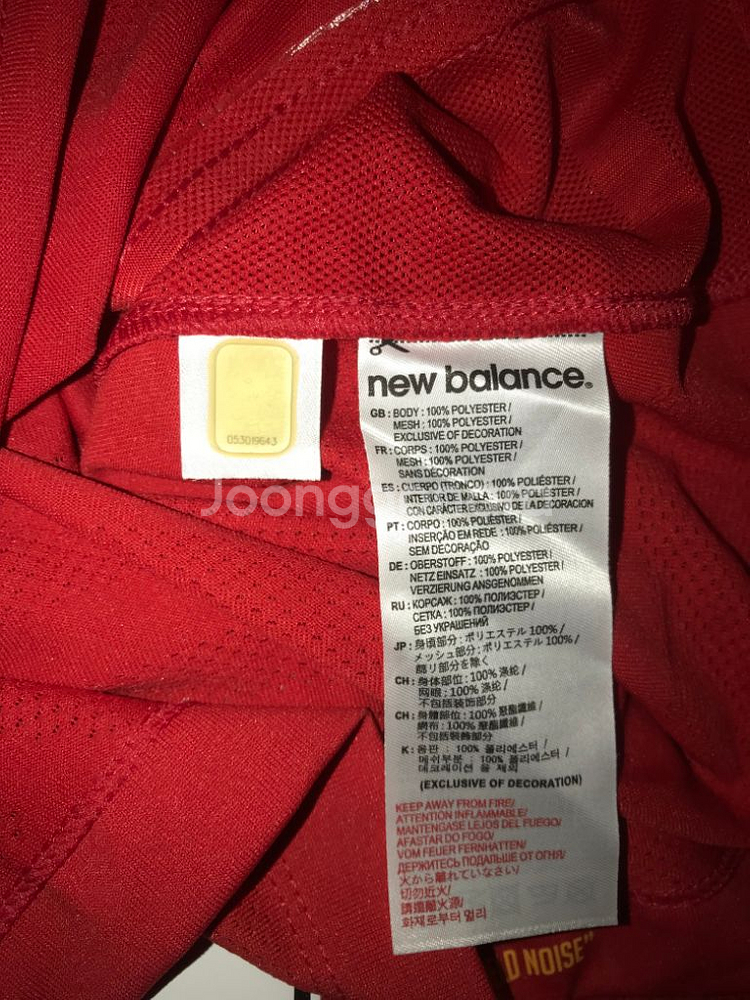 new balance®
GB : BODY : 100% POLYESTER /
MESH : 100% POLYESTER /
EXCLUSIVE OF DECORATION
FR : CORPS : 100% POLYESTER /
MESH : 100% POLYESTER /
SANS DÉCORATION
ES : CUERPO (TRONCO) : 100% POLIÉSTER /
INTERIOR DE MALLA : 100% POLIÉSTER /
CON CARÁCTER EXCLUSIVO DE LA DECORACION
PT : CORPO : 100% POLIÉSTER /
INSERÇÃO EM REDE : 100% POLIÉSTER /
SEM DECORAÇÃO
DE : OBERSTOFF : 100% POLYESTER /
NETZ EINSATZ : 100% POLYESTER /
VERZIERUNG ANSGENOMMEN
RU : КОРСАЖ : 100% ПОЛИЭСТЕР /
СЕТКА : 100% ПОЛИЭСТЕР /
БЕЗ УКРАШЕНИЙ
JP : 身頃部分 : ポリエステル 100% /
メッシュ部分 : ポリエステル 100% /
飾り部分を除く
CH : 身体部位 : 100% 涤纶 /
网眼 : 100% 涤纶 /
不包括装饰部分
CH : 身體部位 : 100% 聚酯纖維 /
網布 : 100% 聚酯纖維 /
不包括裝飾部分
K : 몸판 : 100% 폴리에스터 /
메쉬부분 : 100% 폴리에스터 /
데코레이션 을 제외
(EXCLUSIVE OF DECORATION)
KEEP AWAY FROM FIRE/
ATTENTION INFLAMMABLE/
MANTENGASE LEJOS DEL FUEGO/
AFASTAR DO FOGO/
VOM FEUER FERNHATTEN/
ДЕРЖИТЕСЬ ПОДАЛЬШЕ ОТ ОГНЯ/
火から離れていなさい/
切勿近火/
請遠離火源/
화제로부터 멀리
053019643
Joongg
D NOISE"